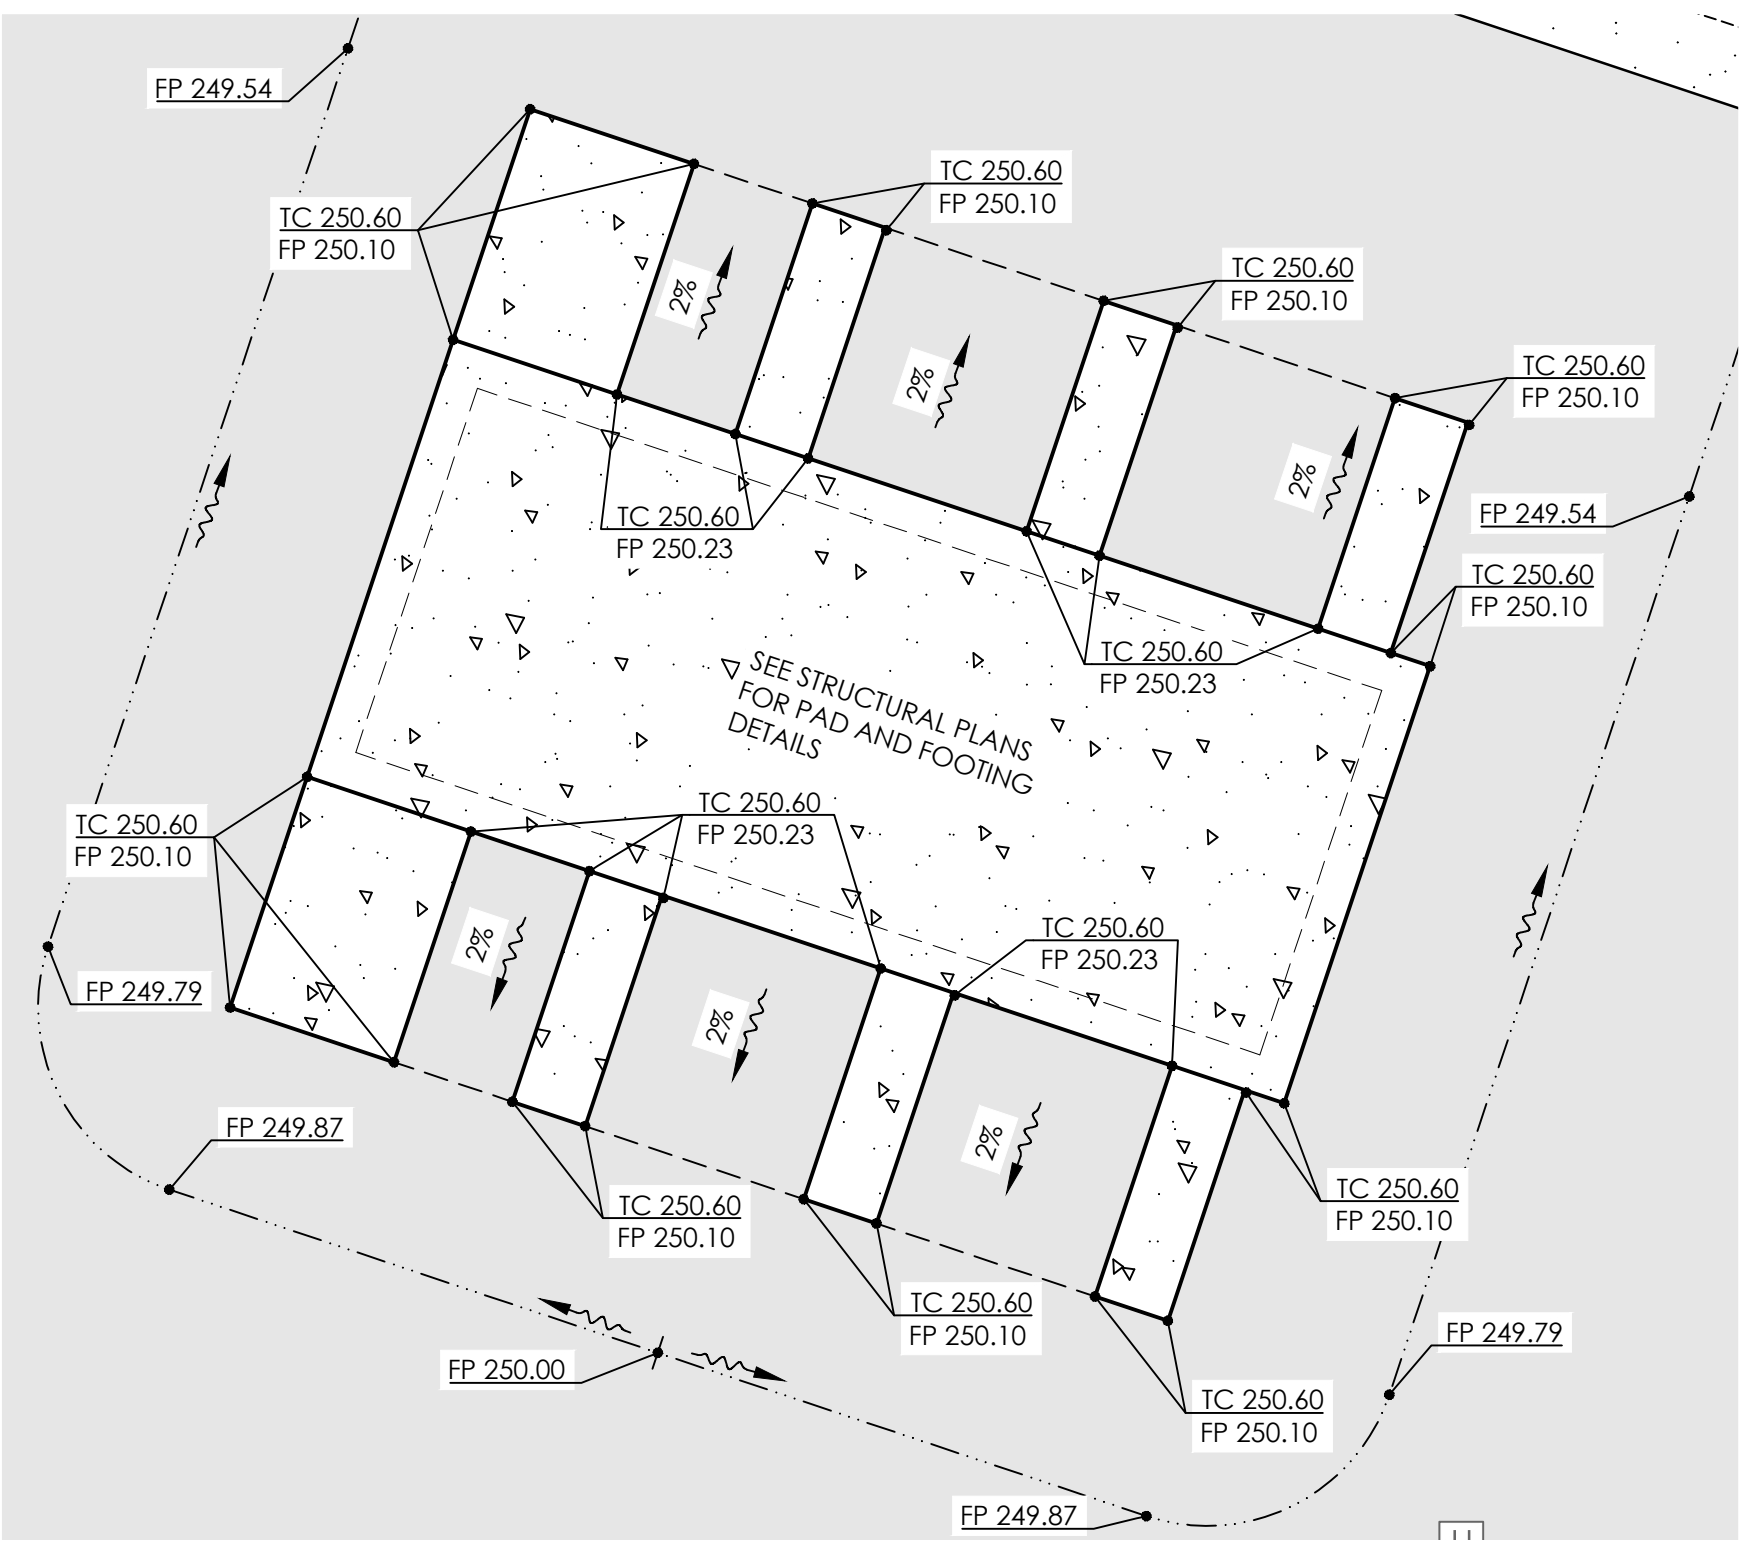 FP 249.54
TC 250.60
FP 250.10
TC 250.60
FP 250.10
2%
TC 250.60
FP 250.10
2%
TC 250.60
FP 250.10
2%
FP 249.54
TC 250.60
FP 250.23
TC 250.60
FP 250.10
TC 250.60
FP 250.23
SEE STRUCTURAL PLANS
FOR PAD AND FOOTING
DETAILS
TC 250.60
FP 250.10
TC 250.60
FP 250.23
2%
TC 250.60
FP 250.23
FP 249.79
2%
FP 249.87
2%
TC 250.60
FP 250.10
TC 250.60
FP 250.10
TC 250.60
FP 250.10
FP 249.79
FP 250.00
TC 250.60
FP 250.10
FP 249.87